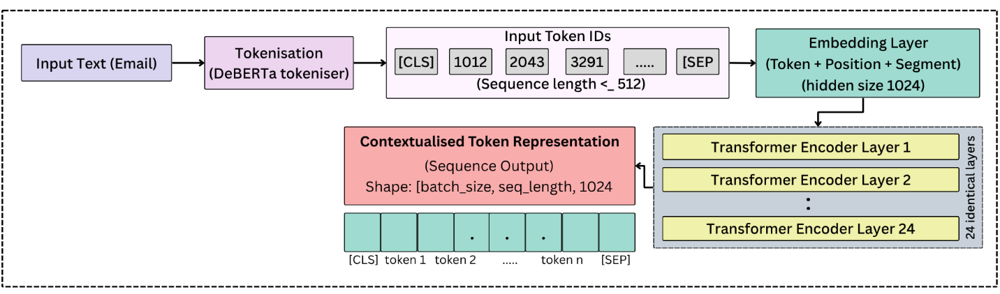 Input Text (Email)
Tokenisation
(DeBERTa tokeniser)
Input Token IDs
[CLS] 1012 2043 3291 ..... [SEP
(Sequence length <_ 512)
Embedding Layer
(Token + Position + Segment)
(hidden size 1024)
Transformer Encoder Layer 1
Transformer Encoder Layer 2
:
Transformer Encoder Layer 24
24 identical layers
Contextualised Token Representation
(Sequence Output)
Shape: [batch_size, seq_length, 1024
. . .
[CLS] token 1 token 2 ..... token n [SEP]